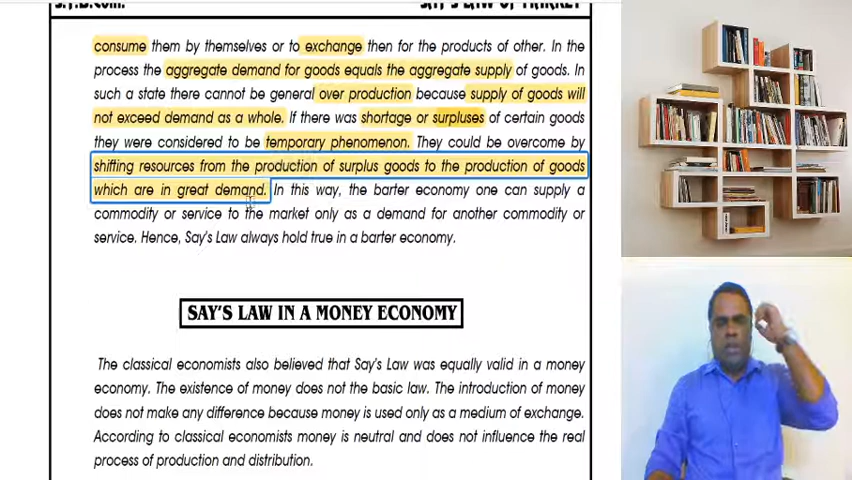 consume them by themselves or to exchange then for the products of other. In the
process the aggregate demand for goods equals the aggregate supply of goods. In
such a state there cannot be general over production because supply of goods will
not exceed demand as a whole. If there was shortage or surpluses of certain goods
they were considered to be temporary phenomenon. They could be overcome by
shifting resources from the production of surplus goods to the production of goods
which are in great demand. In this way, the barter economy one can supply a
commodity or service to the market only as a demand for another commodity or
service. Hence, Say's Law always hold true in a barter economy.
SAY'S LAW IN A MONEY ECONOMY
The classical economists also believed that Say's Law was equally valid in a money
economy. The existence of money does not the basic law. The introduction of money
does not make any difference because money is used only as a medium of exchange.
According to classical economists money is neutral and does not influence the real
process of production and distribution.